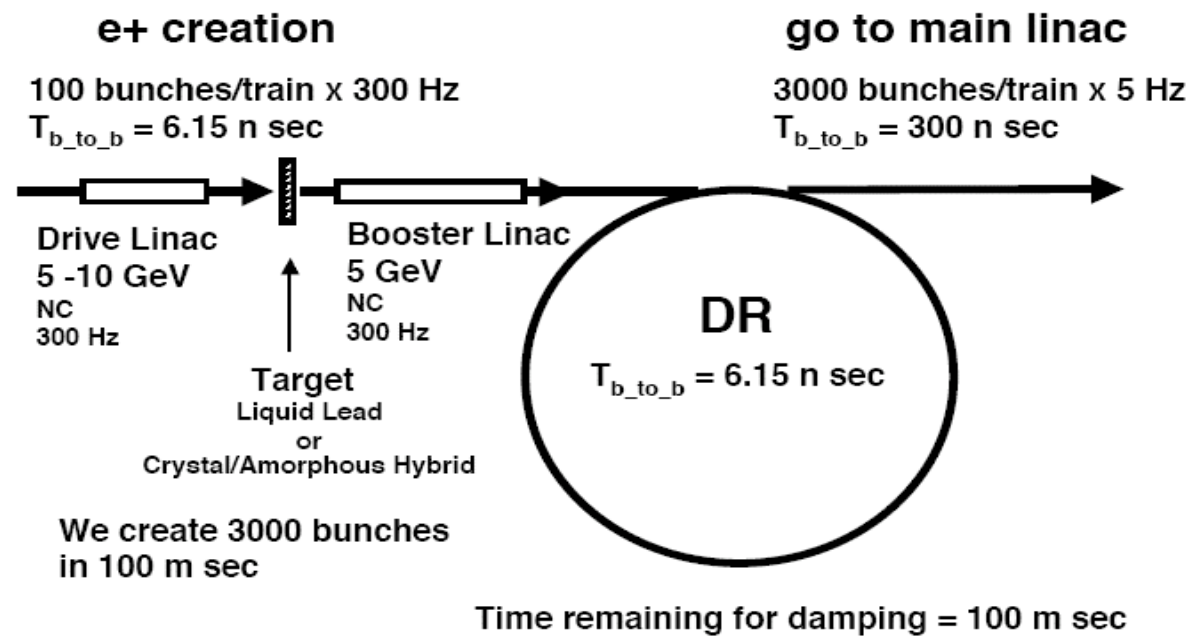 e+ creation
100 bunches/train x 300 Hz
T_b_to_b = 6.15 n sec
go to main linac
3000 bunches/train x 5 Hz
T_b_to_b = 300 n sec
Drive Linac
5 -10 GeV
NC
300 Hz
Booster Linac
5 GeV
NC
300 Hz
Target
Liquid Lead
or
Crystal/Amorphous Hybrid
DR
T_b_to_b = 6.15 n sec
We create 3000 bunches
in 100 m sec
Time remaining for damping = 100 m sec